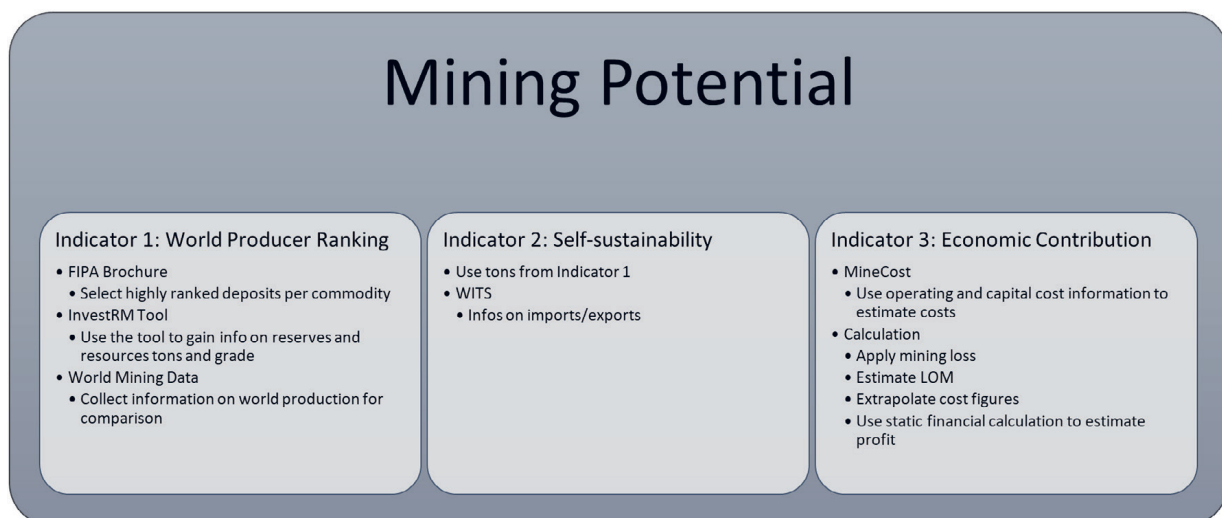 Mining Potential
Indicator 1: World Producer Ranking
• FIPA Brochure
• Select highly ranked deposits per commodity
• InvestRM Tool
• Use the tool to gain info on reserves and
resources tons and grade
• World Mining Data
• Collect information on world production for
comparison
Indicator 2: Self-sustainability
• Use tons from Indicator 1
• WITS
• Infos on imports/exports
Indicator 3: Economic Contribution
• MineCost
• Use operating and capital cost information to
estimate costs
• Calculation
• Apply mining loss
• Estimate LOM
• Extrapolate cost figures
• Use static financial calculation to estimate
profit